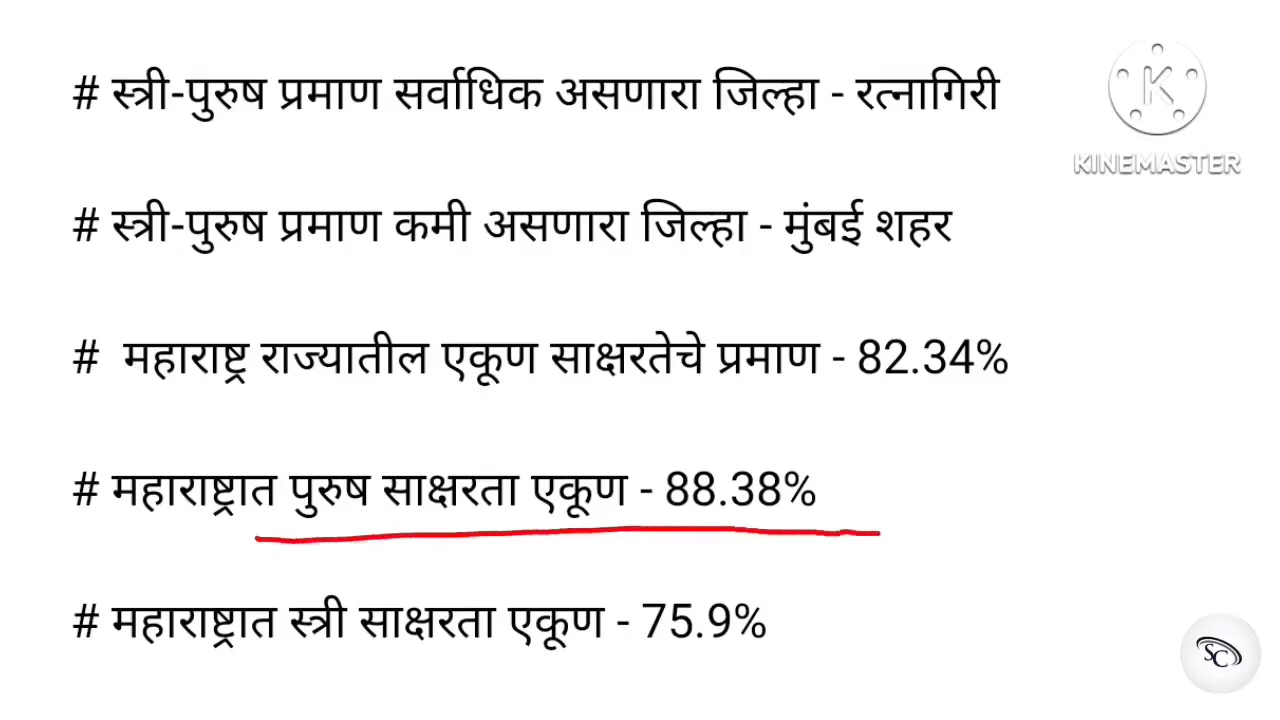 # स्त्री-पुरुष प्रमाण सर्वाधिक असणारा जिल्हा - रत्नागिरी
KINEMASTER
# स्त्री-पुरुष प्रमाण कमी असणारा जिल्हा - मुंबई शहर
# महाराष्ट्र राज्यातील एकूण साक्षरतेचे प्रमाण - 82.34%
# महाराष्ट्रात पुरुष साक्षरता एकूण - 88.38%
# महाराष्ट्रात स्त्री साक्षरता एकूण - 75.9%
SC